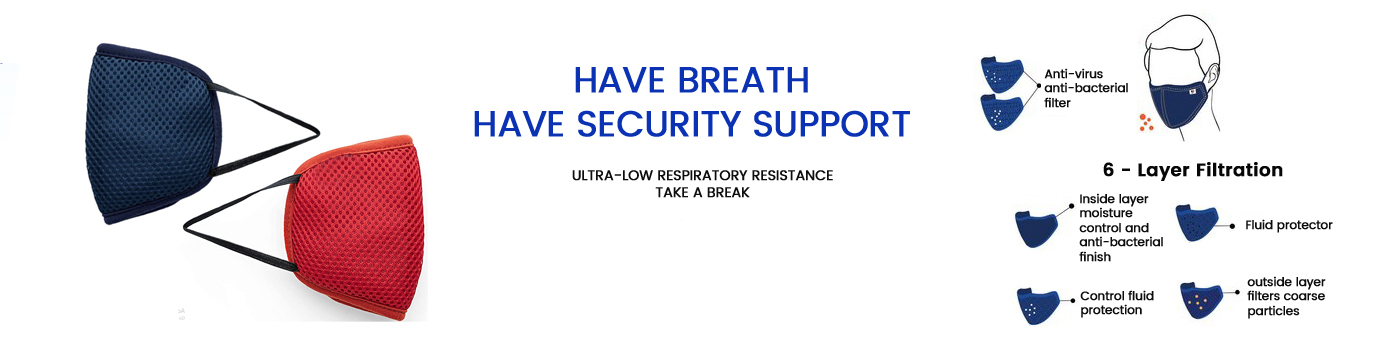 HAVE BREATH
HAVE SECURITY SUPPORT
ULTRA-LOW RESPIRATORY RESISTANCE
TAKE A BREAK
Anti-virus
anti-bacterial
filter
6 - Layer Filtration
Inside layer
moisture
control and
anti-bacterial
finish
Fluid protector
Control fluid
protection
outside layer
filters coarse
particles